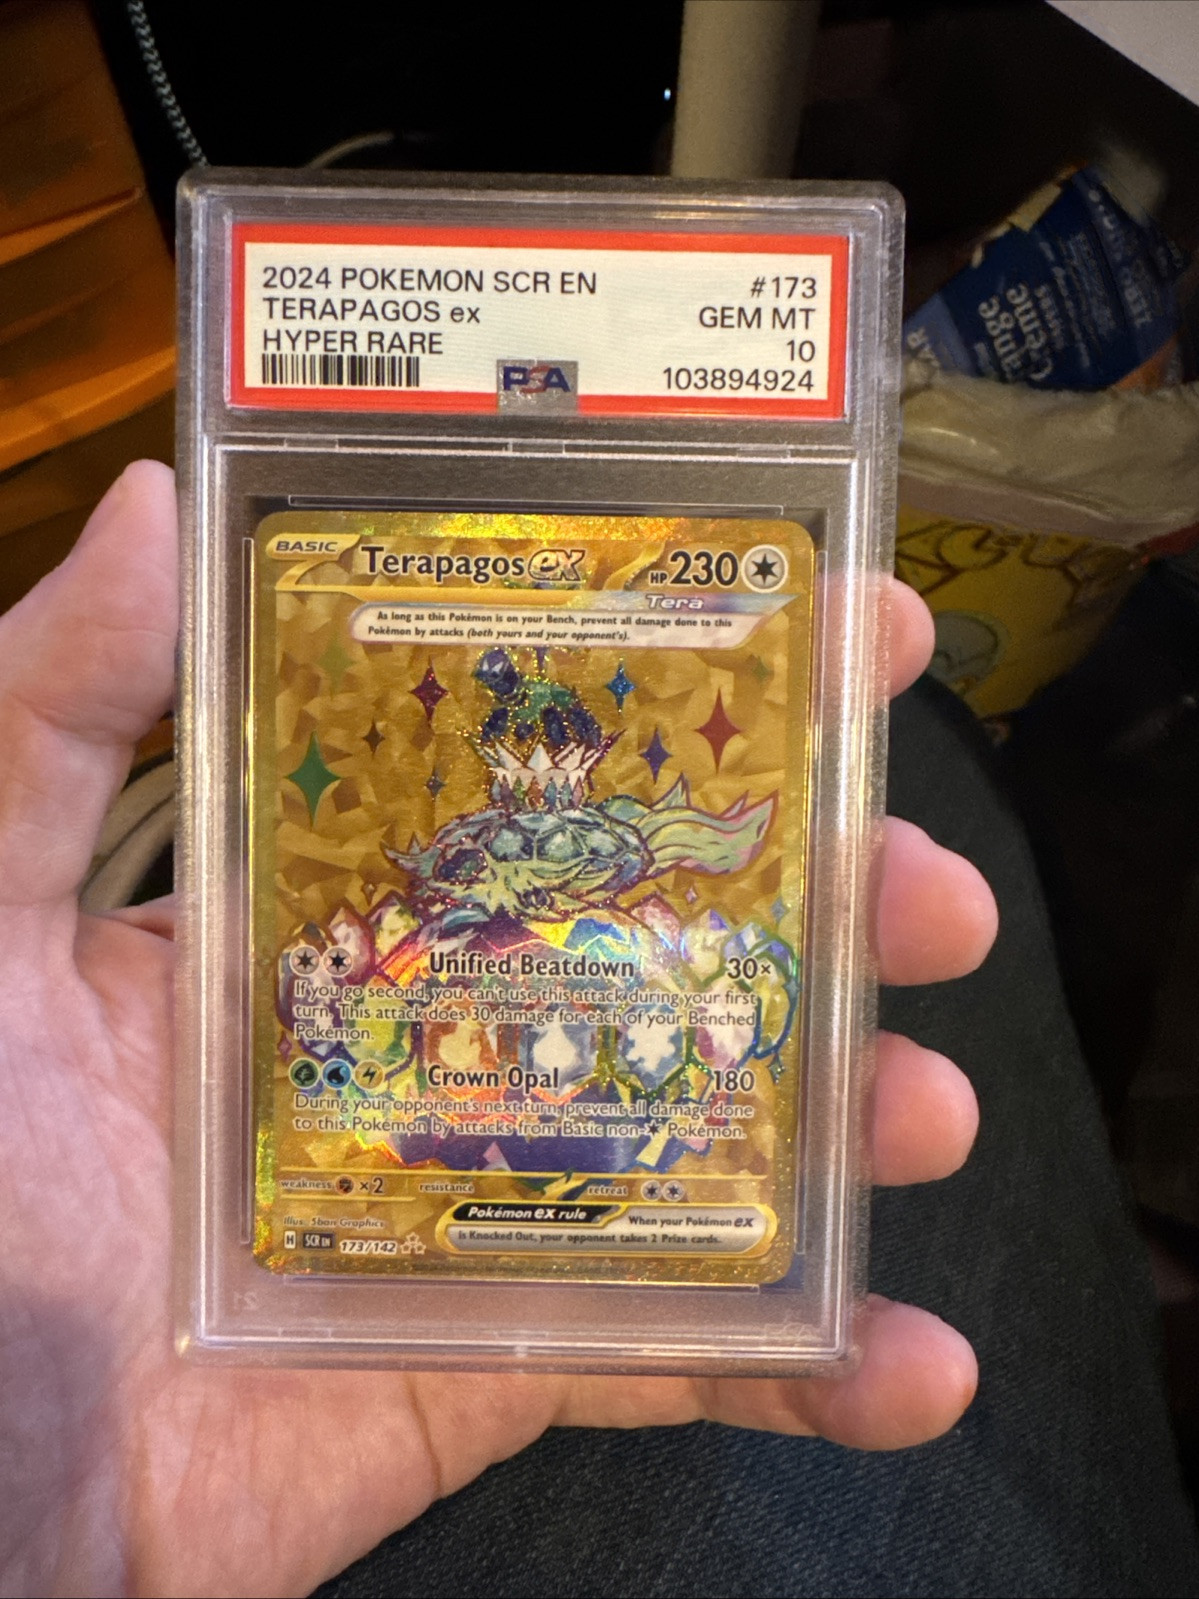 2024 POKEMON SCR EN #173
TERAPAGOS ex GEM MT
HYPER RARE 10
PSA 103894924
BASIC Terapagos ex HP 230
Tera
As long as this Pokémon is on your Bench, prevent all damage done to this
Pokémon by attacks (both yours and your opponent's).
Unified Beatdown 30×
If you go second, you can't use this attack during your first
turn. This attack does 30 damage for each of your Benched
Pokémon.
Crown Opal 180
During your opponent's next turn, prevent all damage done
to this Pokémon by attacks from Basic non- Pokémon.
weakness ×2 resistance retreat
Pokémon ex rule When your Pokémon ex
is Knocked Out, your opponent takes 2 Prize cards.
Illus. 5ban Graphics
H SCR EN 173/142